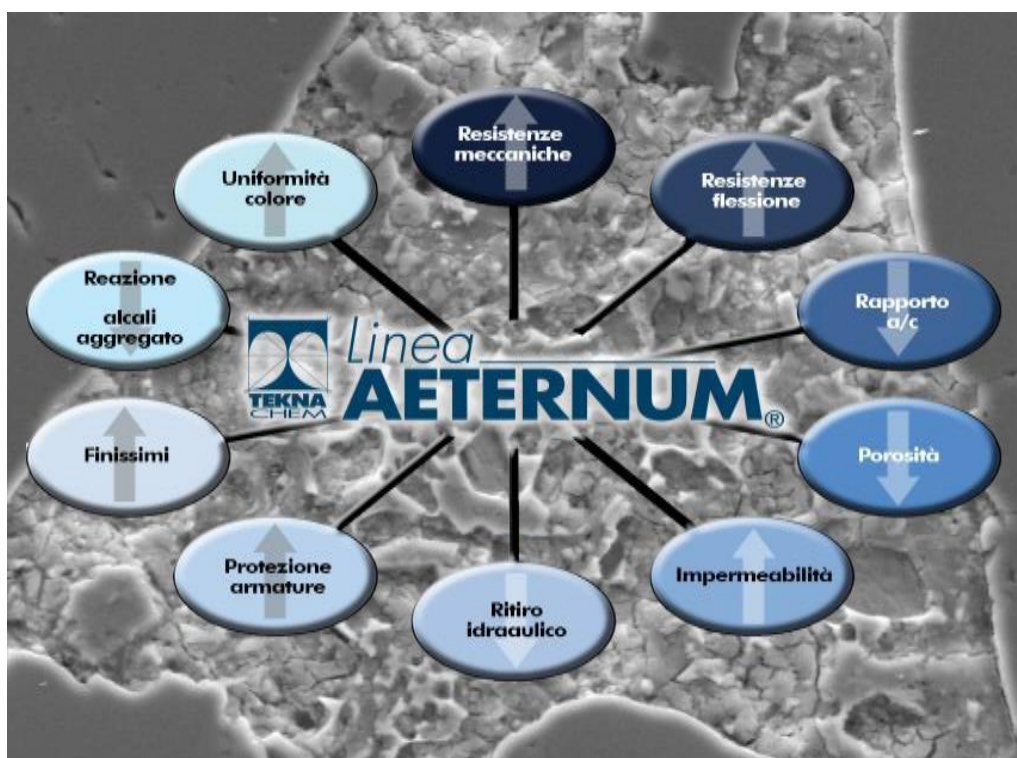 Resistenze
meccaniche
Resistenze
flessione
Rapporto
a/c
Porosità
Impermeabilità
Ritiro
idraaulico
Protezione
armature
Finissimi
Reazione
alcali
aggregato
Uniformità
colore
TEKNA
CHEM
Linea
AETERNUM®